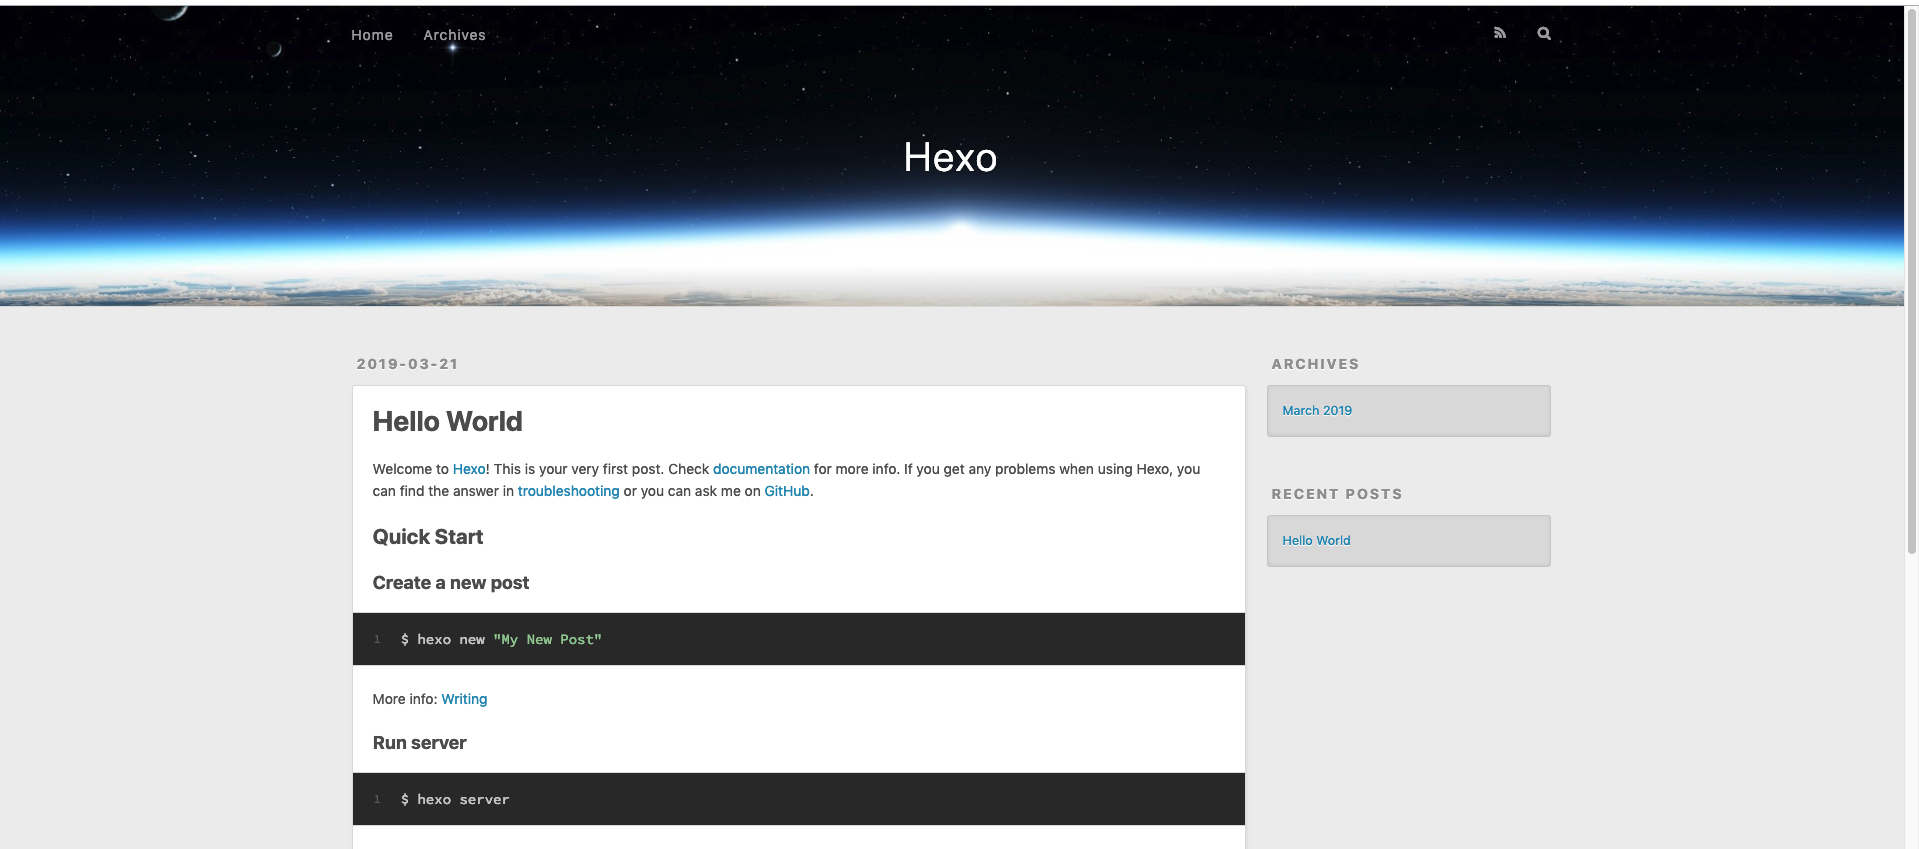 Home Archives
Hexo
2019-03-21
Hello World
Welcome to Hexo! This is your very first post. Check documentation for more info. If you get any problems when using Hexo, you
can find the answer in troubleshooting or you can ask me on GitHub.
Quick Start
Create a new post
1 $ hexo new "My New Post"
More info: Writing
Run server
1 $ hexo server
ARCHIVES
March 2019
RECENT POSTS
Hello World